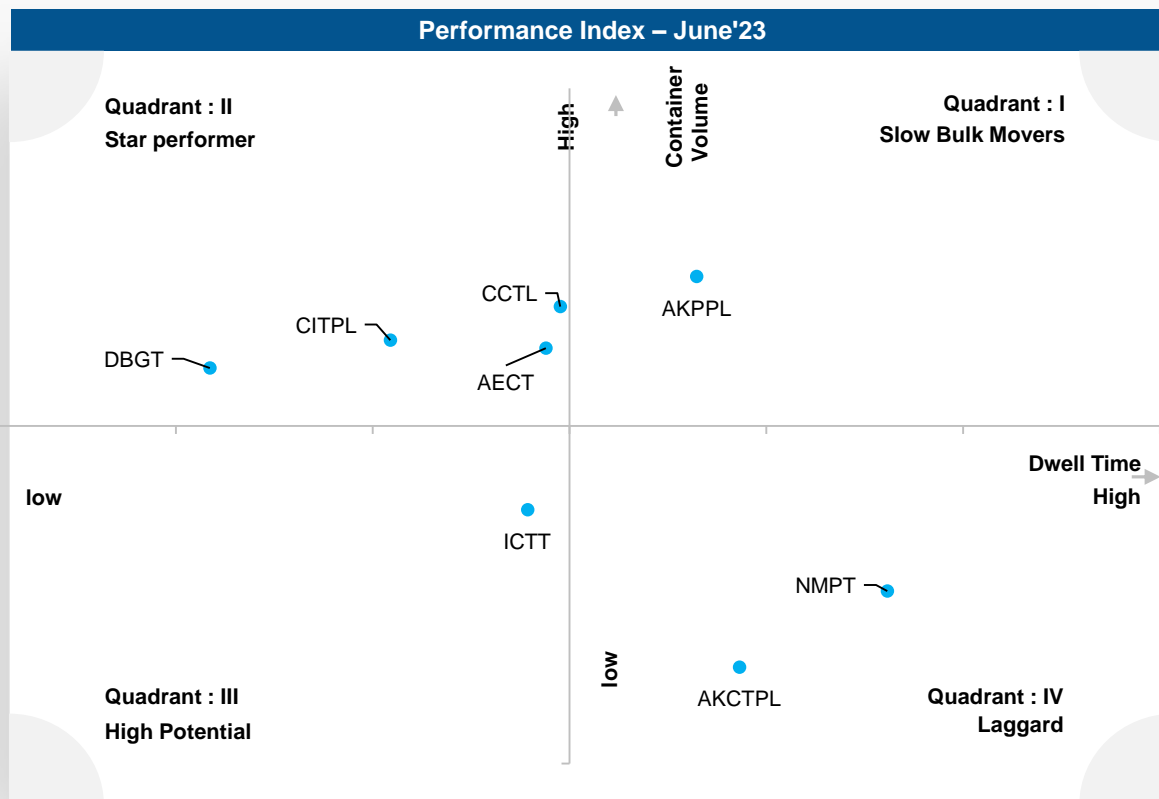 Performance Index – June'23
Quadrant : II
Star performer
High
Container
Volume
Quadrant : I
Slow Bulk Movers
CCTL
AKPPL
CITPL
DBGT
AECT
Dwell Time
High
low
ICTT
NMPT
low
AKCTPL
Quadrant : III
High Potential
Quadrant : IV
Laggard